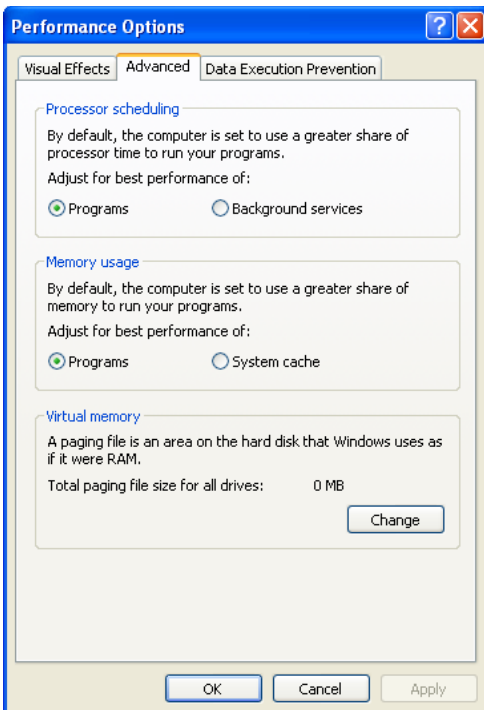 Performance Options
Visual Effects Advanced Data Execution Prevention
Processor scheduling
By default, the computer is set to use a greater share of
processor time to run your programs.
Adjust for best performance of:
Programs Background services
Memory usage
By default, the computer is set to use a greater share of
memory to run your programs.
Adjust for best performance of:
Programs System cache
Virtual memory
A paging file is an area on the hard disk that Windows uses as
if it were RAM.
Total paging file size for all drives: 0 MB
Change
OK Cancel Apply